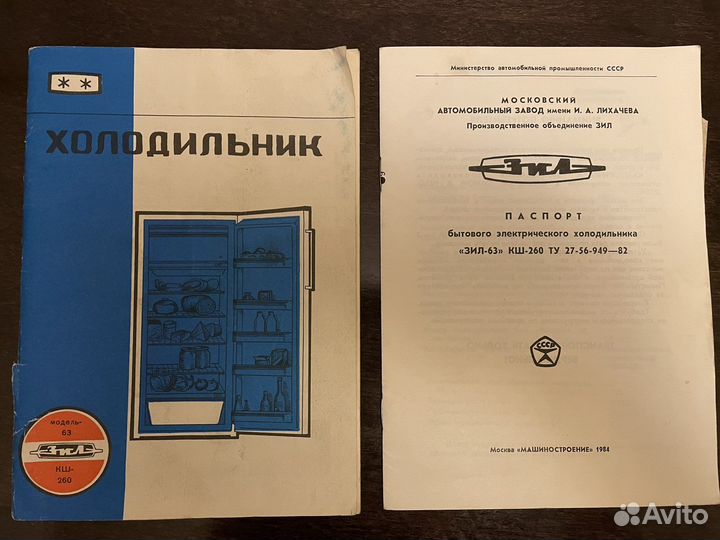 **
ХОЛОДИЛЬНИК
модель-
63
ЗИЛ
КШ-
260
Министерство автомобильной промышленности СССР
МОСКОВСКИЙ
АВТОМОБИЛЬНЫЙ ЗАВОД имени И. А. ЛИХАЧЕВА
Производственное объединение ЗИЛ
ЗИЛ
ПАСПОРТ
бытового электрического холодильника
«ЗИЛ-63» КШ-260 ТУ 27-56-949—82
СССР
Москва «МАШИНОСТРОЕНИЕ» 1984
Avito